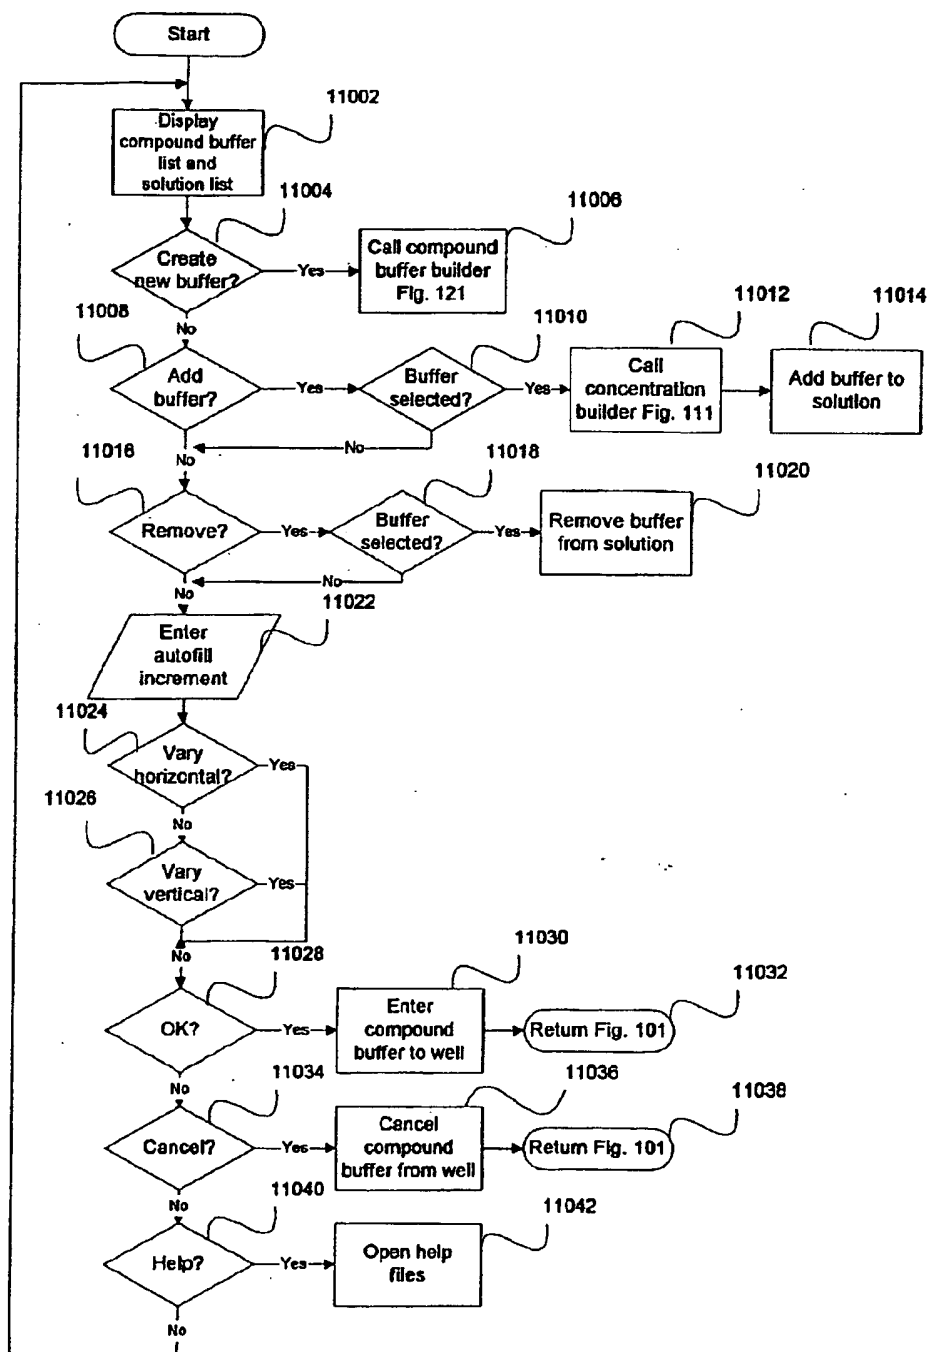 Start
11002
Display
compound buffer
list and
solution list
11004
11006
Create
new buffer?
Yes
Call compound
buffer builder
Fig. 121
No
11008
11010
11012
11014
Add
buffer?
Yes
Buffer
selected?
Yes
Call
concentration
builder Fig. 111
Add buffer to
solution
No
No
11016
11018
11020
Remove?
Yes
Buffer
selected?
Yes
Remove buffer
from solution
No
No
11022
Enter
autofill
increment
11024
Vary
horizontal?
Yes
No
11026
Vary
vertical?
Yes
No
11028
11030
11032
OK?
Yes
Enter
compound
buffer to well
Return Fig. 101
No
11034
11036
11038
Cancel?
Yes
Cancel
compound
buffer from well
Return Fig. 101
No
11040
11042
Help?
Yes
Open help
files
No